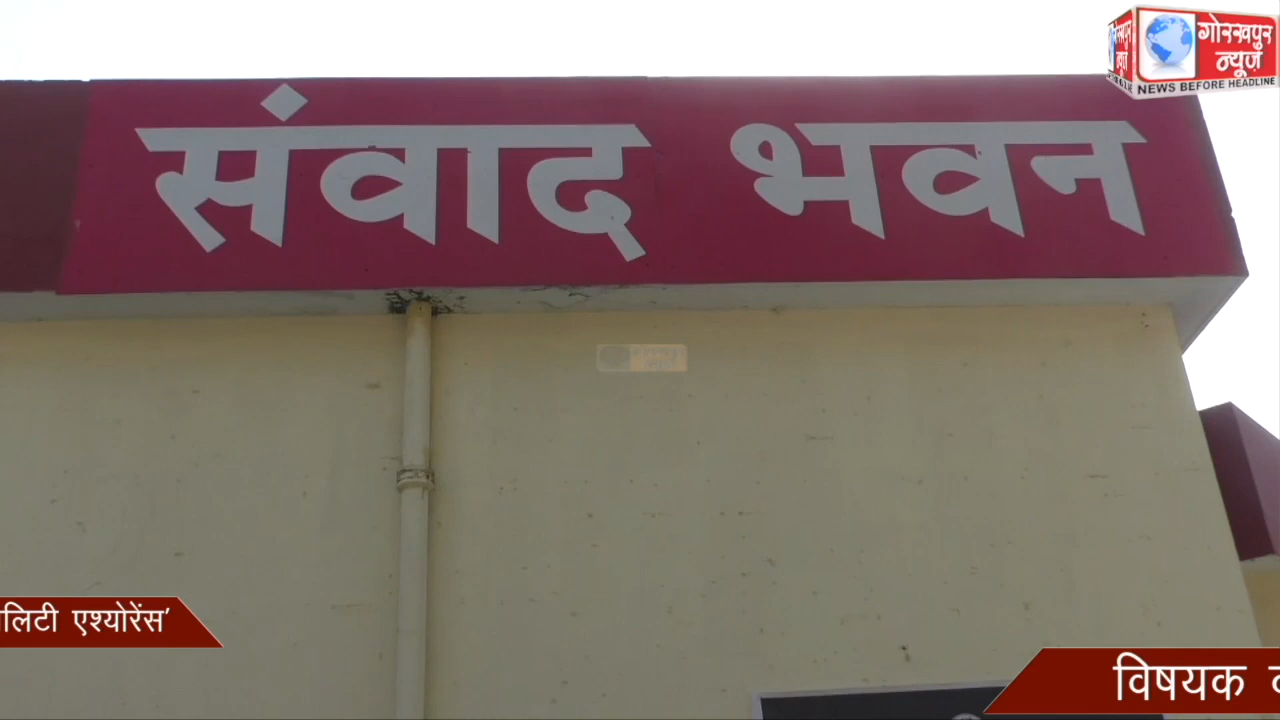 गोरखपुर
न्यूज़
NEWS BEFORE HEADLINE
संवाद भवन
एश्योरेंस’
विषयक